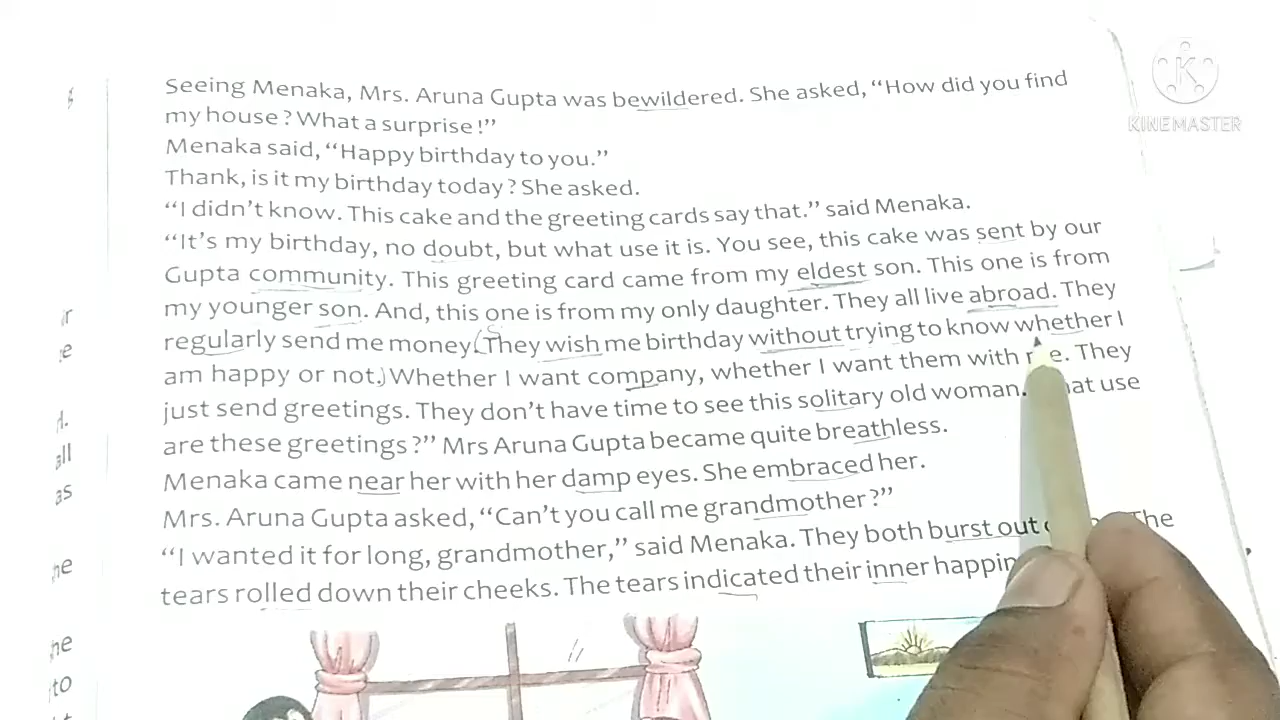 Seeing Menaka, Mrs. Aruna Gupta was bewildered. She asked, "How did you find
my house? What a surprise!"
Menaka said, "Happy birthday to you."
Thank, is it my birthday today? She asked.
"I didn't know. This cake and the greeting cards say that." said Menaka.
"It's my birthday, no doubt, but what use it is. You see, this cake was sent by our
Gupta community. This greeting card came from my eldest son. This one is from
my younger son. And, this one is from my only daughter. They all live abroad. They
regularly send me money. They wish me birthday without trying to know whether I
am happy or not. Whether I want company, whether I want them with. They
just send greetings. They don't have time to see this solitary old woman. use
are these greetings?" Mrs Aruna Gupta became quite breathless.
Menaka came near her with her damp eyes. She embraced her.
Mrs. Aruna Gupta asked, "Can't you call me grandmother?"
"I wanted it for long, grandmother," said Menaka. They both burst out The
tears rolled down their cheeks. The tears indicated their inner
KINEMASTER
r
e
d.
all
as
he
he
to